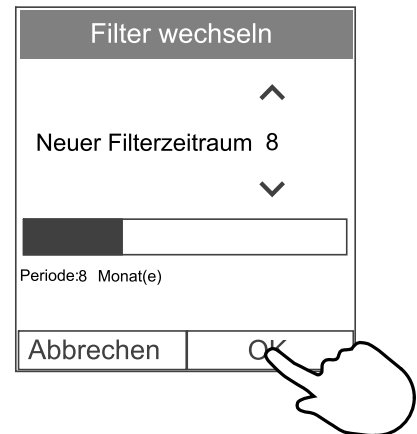 Filter wechseln
Neuer Filterzeitraum 8
Periode:8 Monat(e)
Abbrechen OK